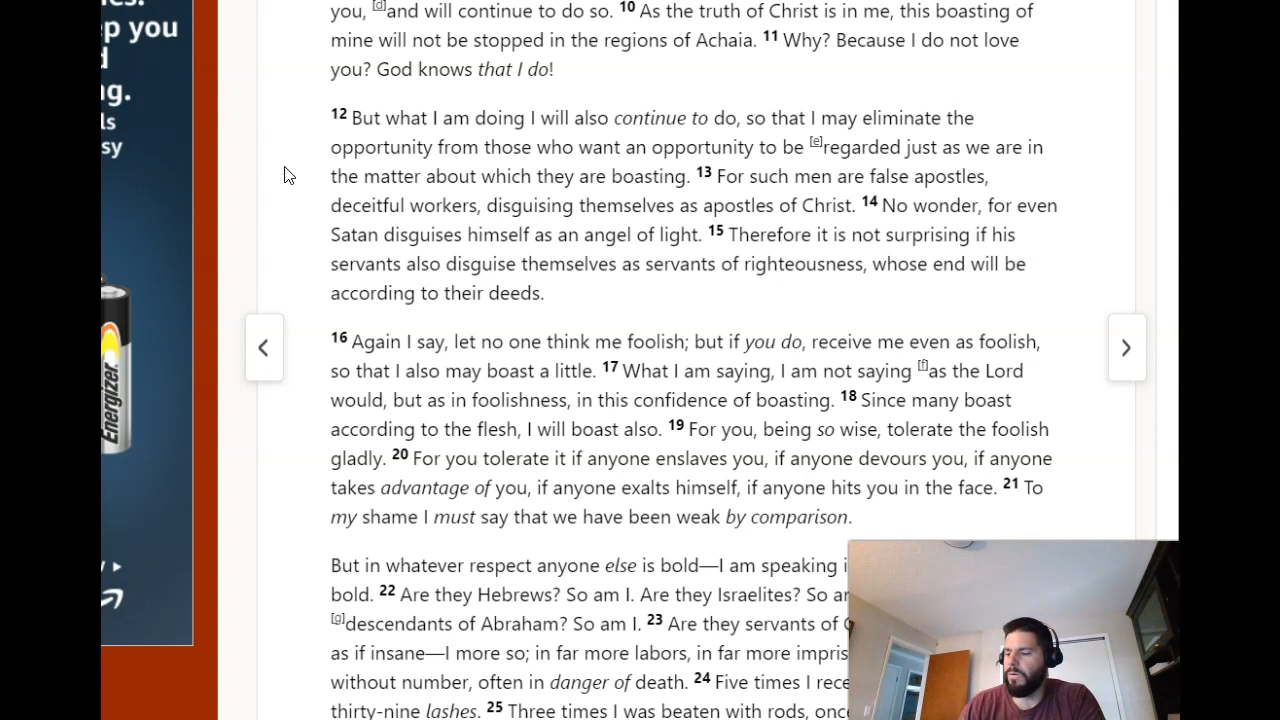 ep you
g.
ls
sy
Energizer
you, [d]and will continue to do so. 10 As the truth of Christ is in me, this boasting of
mine will not be stopped in the regions of Achaia. 11 Why? Because I do not love
you? God knows that I do!
12 But what I am doing I will also continue to do, so that I may eliminate the
opportunity from those who want an opportunity to be [e]regarded just as we are in
the matter about which they are boasting. 13 For such men are false apostles,
deceitful workers, disguising themselves as apostles of Christ. 14 No wonder, for even
Satan disguises himself as an angel of light. 15 Therefore it is not surprising if his
servants also disguise themselves as servants of righteousness, whose end will be
according to their deeds.
16 Again I say, let no one think me foolish; but if you do, receive me even as foolish,
so that I also may boast a little. 17 What I am saying, I am not saying [f]as the Lord
would, but as in foolishness, in this confidence of boasting. 18 Since many boast
according to the flesh, I will boast also. 19 For you, being so wise, tolerate the foolish
gladly. 20 For you tolerate it if anyone enslaves you, if anyone devours you, if anyone
takes advantage of you, if anyone exalts himself, if anyone hits you in the face. 21 To
my shame I must say that we have been weak by comparison.
But in whatever respect anyone else is bold—I am speaking i
bold. 22 Are they Hebrews? So am I. Are they Israelites? So a
[g]descendants of Abraham? So am I. 23 Are they servants of
as if insane—I more so; in far more labors, in far more impris
without number, often in danger of death. 24 Five times I rece
thirty-nine lashes. 25 Three times I was beaten with rods, onc